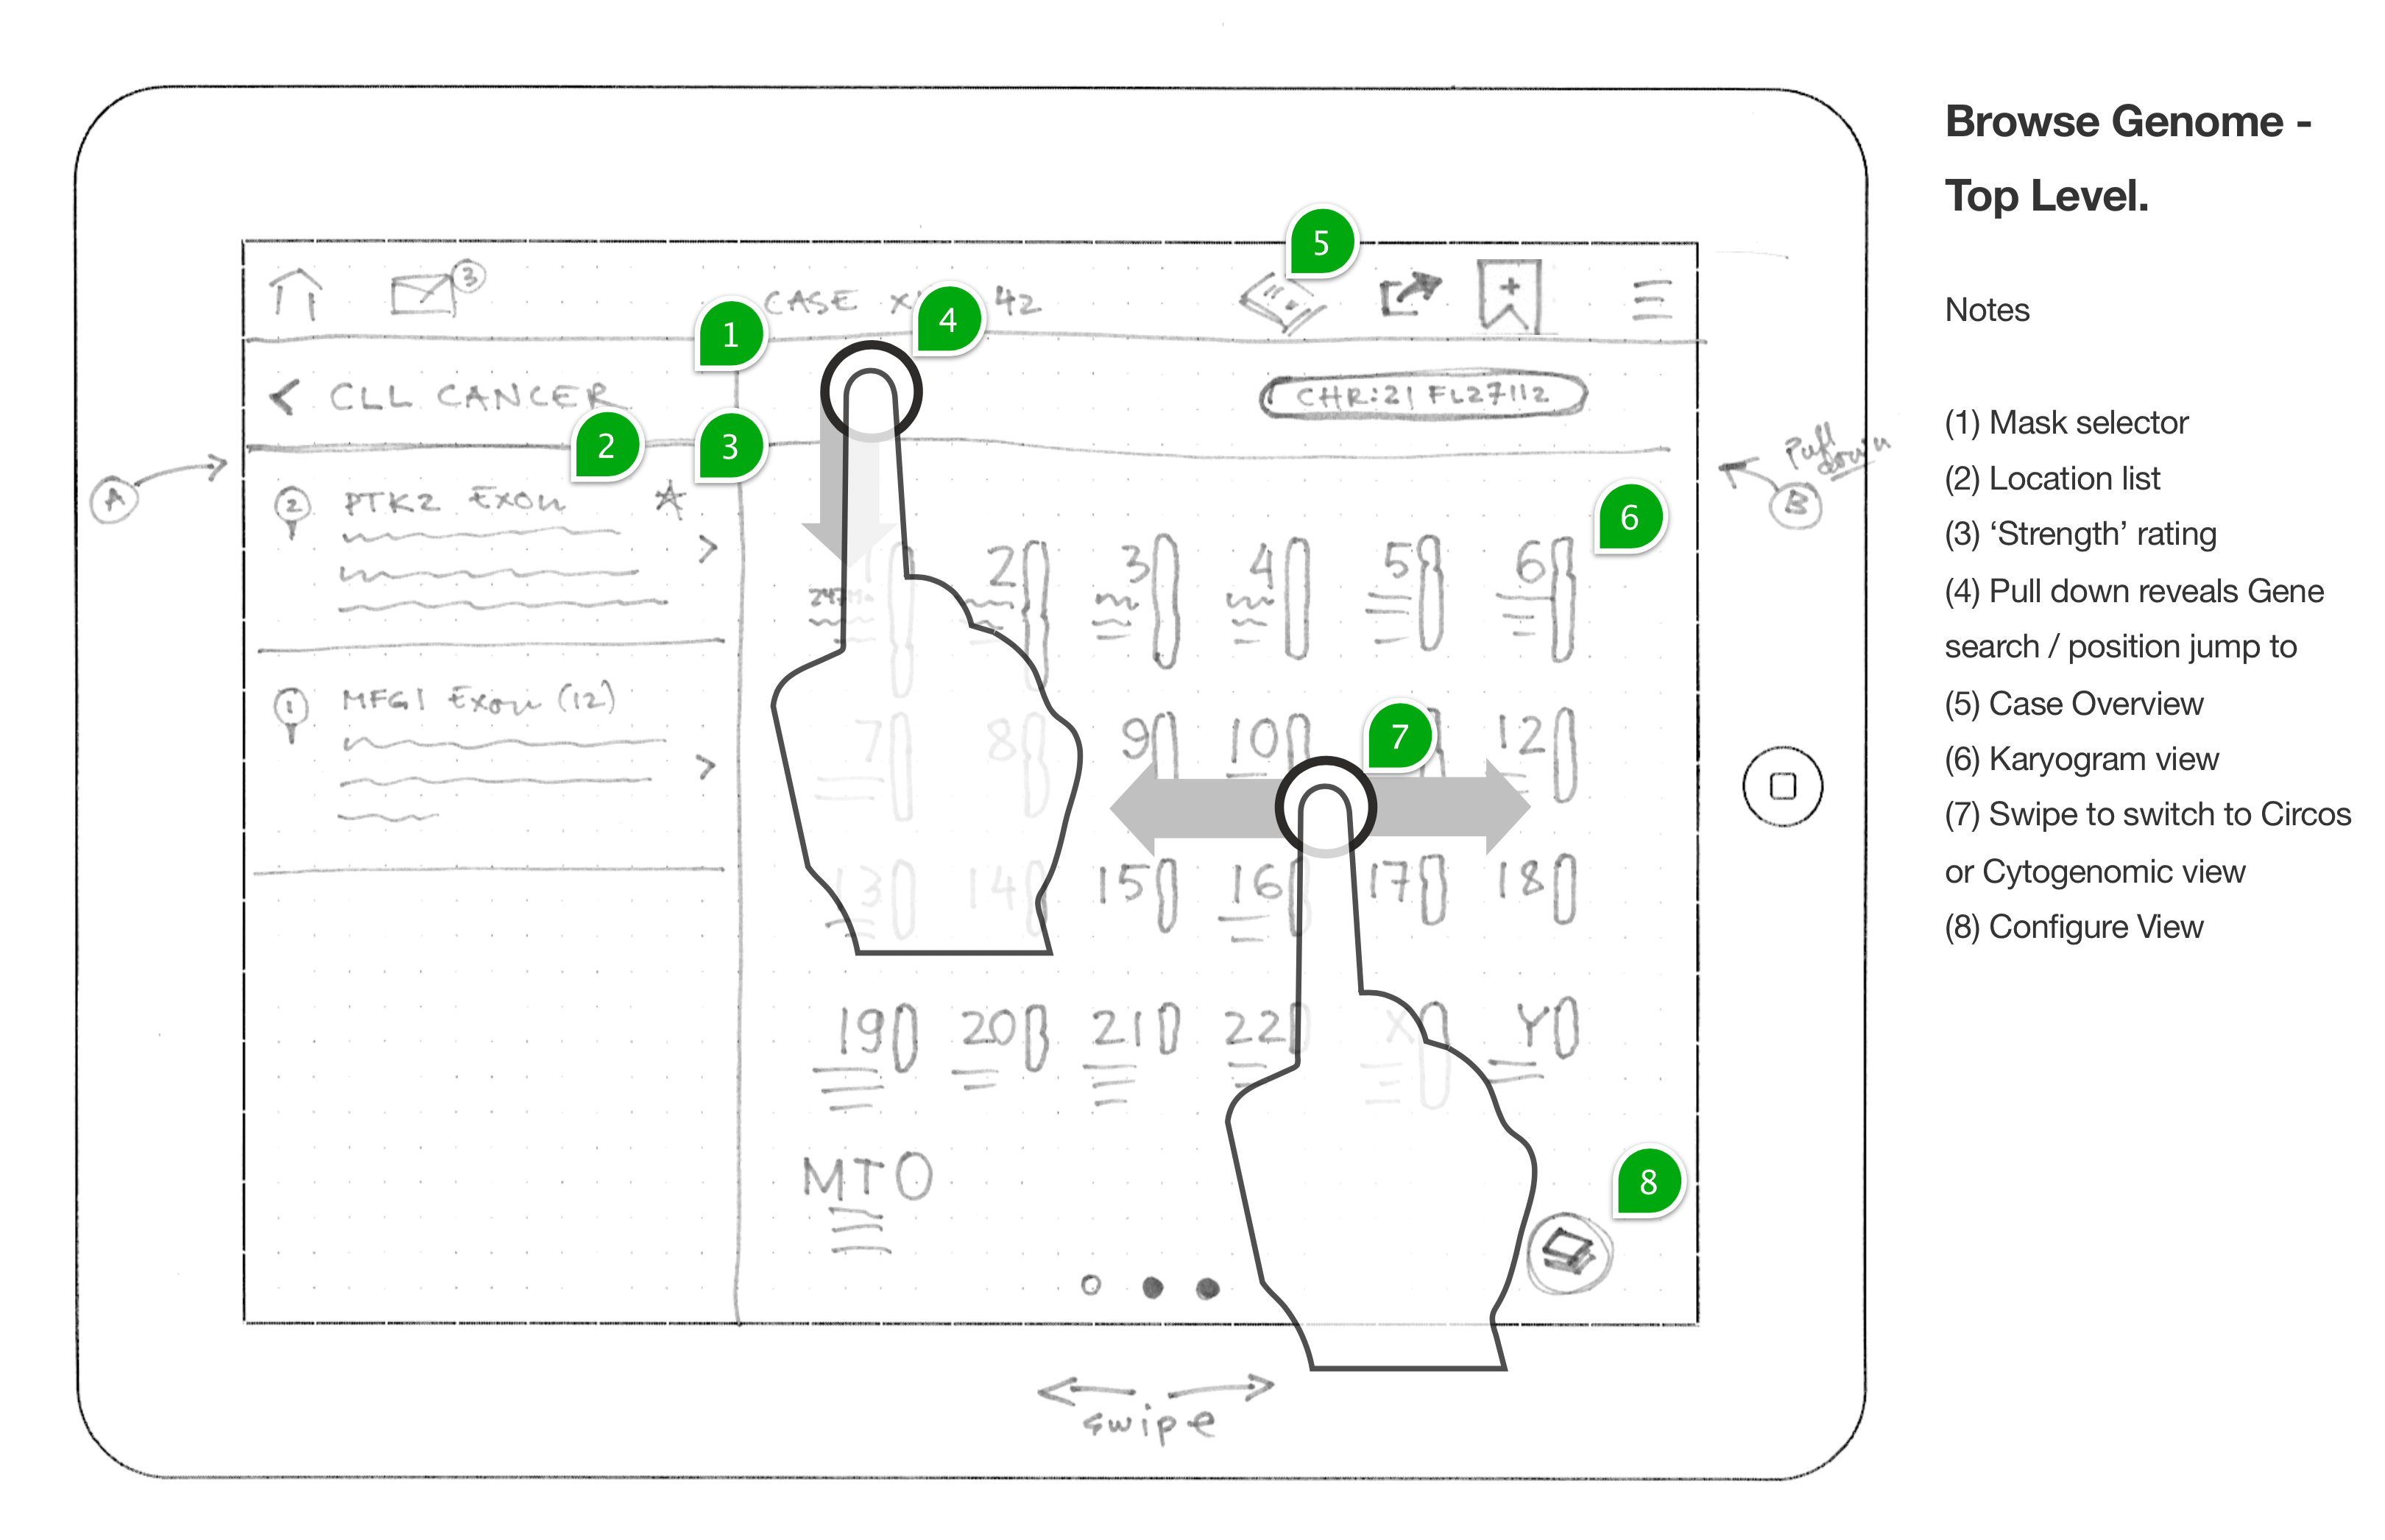 Browse Genome -
Top Level.
Notes
(1) Mask selector
(2) Location list
(3) ‘Strength’ rating
(4) Pull down reveals Gene
search / position jump to
(5) Case Overview
(6) Karyogram view
(7) Swipe to switch to Circos
or Cytogenomic view
(8) Configure View
5
3
CASE 42
1
4
< CLL CANCER
CHR:21 FL27112
2
3
A
Pull
down
B
2 PTK2 Exon
6
>
2 3 4 5 6
1 MFG1 Exon (12)
>
7 8 9 10 12
7
13 14 15 16 17 18
19 20 21 22 X Y
MT
8
swipe